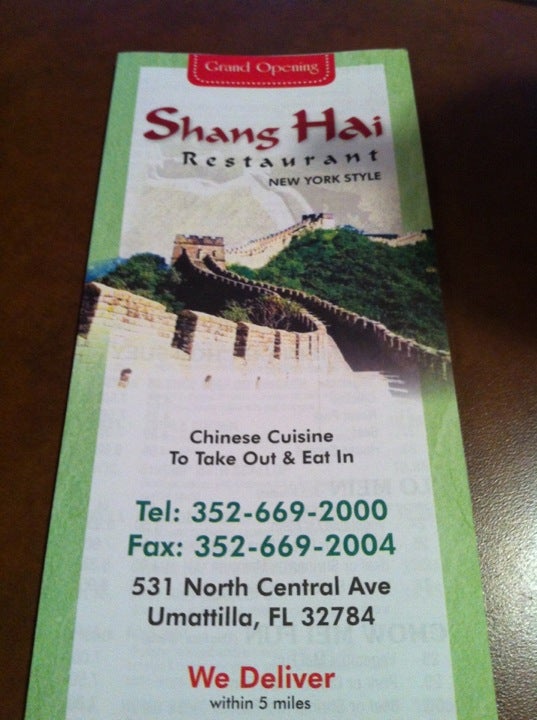 Grand Opening
Shang Hai
Restaurant
NEW YORK STYLE
Chinese Cuisine
To Take Out & Eat In
Tel: 352-669-2000
Fax: 352-669-2004
531 North Central Ave
Umattilla, FL 32784
We Deliver
within 5 miles